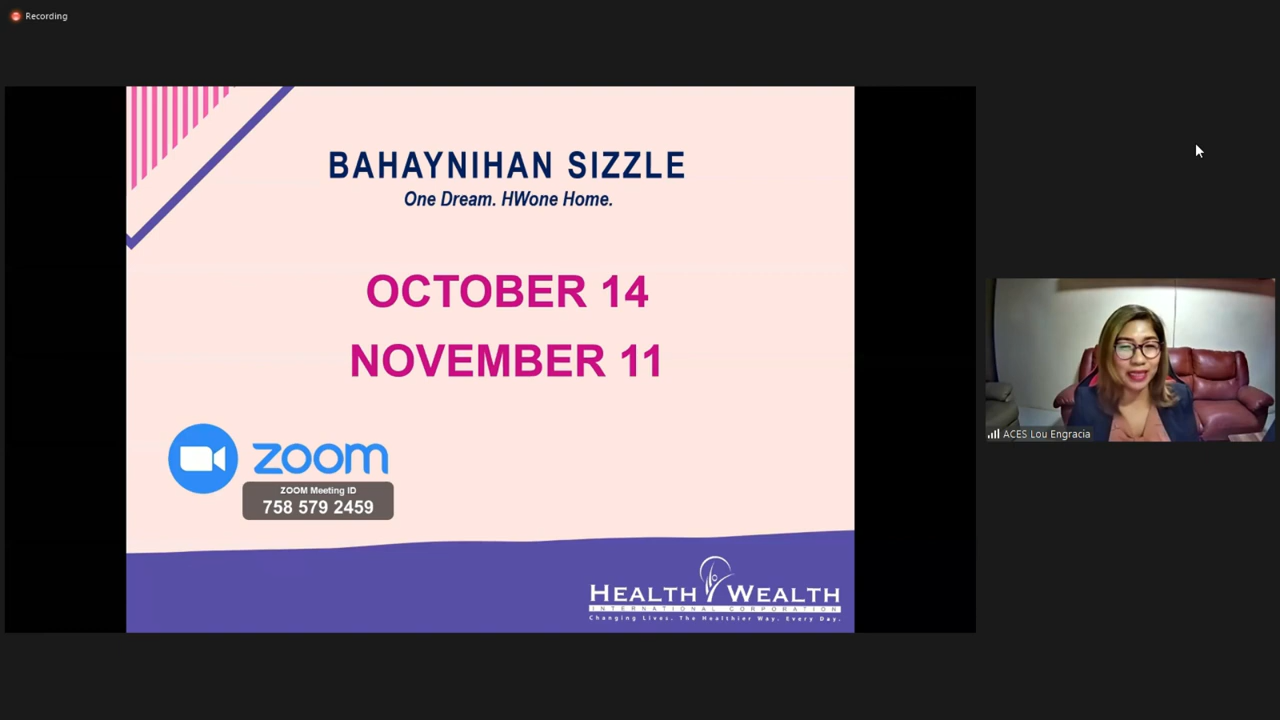 Recording
BAHAYNIHAN SIZZLE
One Dream. HWone Home.
OCTOBER 14
NOVEMBER 11
zoom
ZOOM Meeting ID
758 579 2459
ACES Lou Engracia
HEALTH WEALTH
INTERNATIONAL CORPORATION
Changing Lives. The Healthier Way. Every Day.